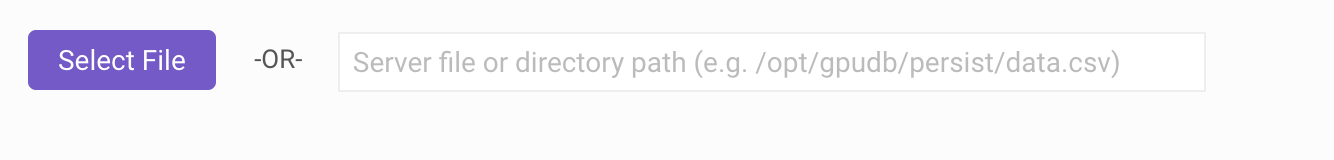 Select File -OR- Server file or directory path (e.g. /opt/gpudb/persist/data.csv)